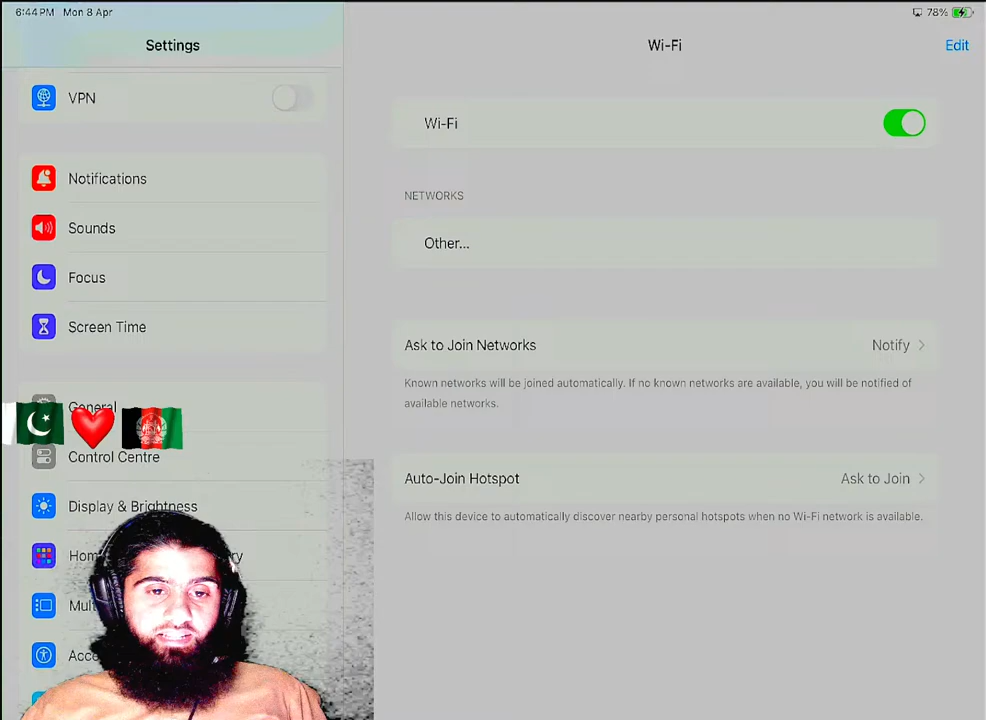 6:44 PM Mon 8 Apr
78%
Settings
Wi-Fi
Edit
VPN
Notifications
Sounds
Focus
Screen Time
General
Control Centre
Display & Brightness
Wi-Fi
NETWORKS
Other...
Ask to Join Networks
Notify
Known networks will be joined automatically. If no known networks are available, you will be notified of
available networks.
Auto-Join Hotspot
Ask to Join
Allow this device to automatically discover nearby personal hotspots when no Wi-Fi network is available.